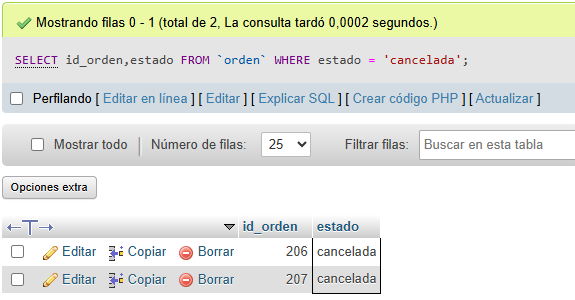 Mostrando filas 0 - 1 (total de 2, La consulta tardó 0,0002 segundos.)
SELECT id_orden,estado FROM `orden` WHERE estado = 'cancelada';
Perfilando [ Editar en línea ] [ Editar ] [ Explicar SQL ] [ Crear código PHP ] [ Actualizar ]
Mostrar todo Número de filas: 25 Filtrar filas: Buscar en esta tabla
Opciones extra
id_orden estado
Editar Copiar Borrar 206 cancelada
Editar Copiar Borrar 207 cancelada